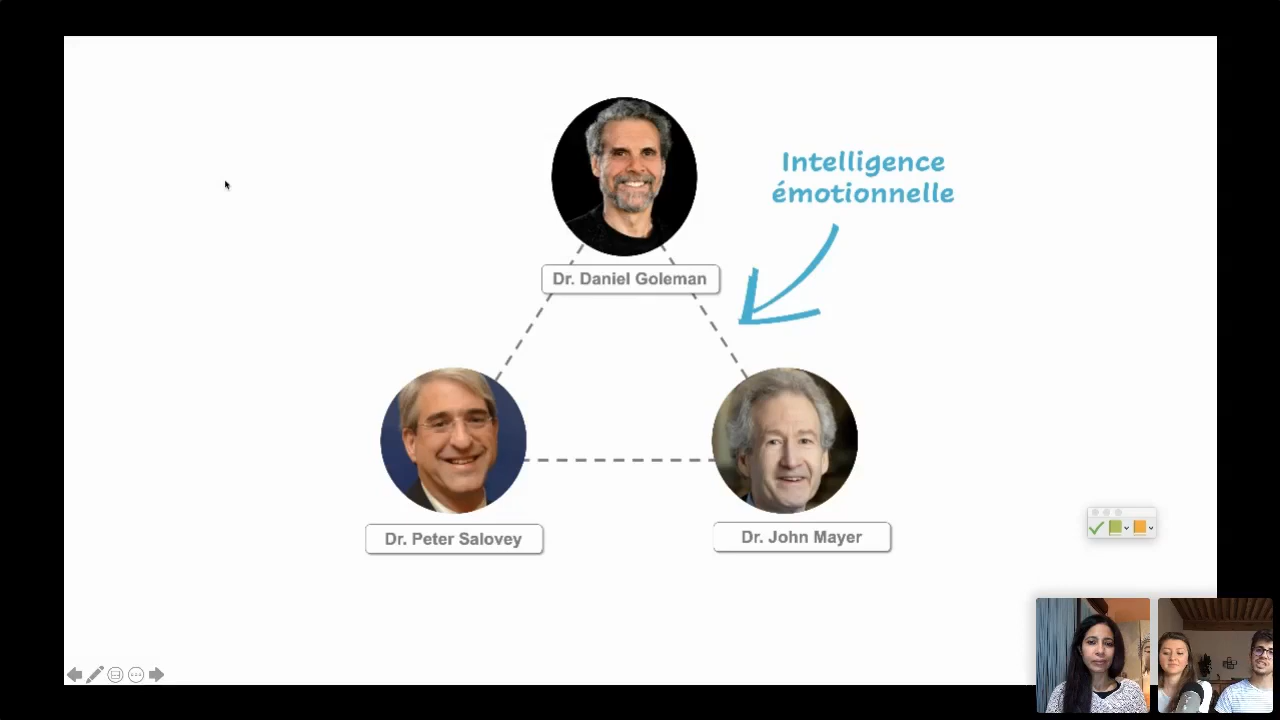 Intelligence
émotionnelle
Dr. Daniel Goleman
Dr. Peter Salovey
Dr. John Mayer